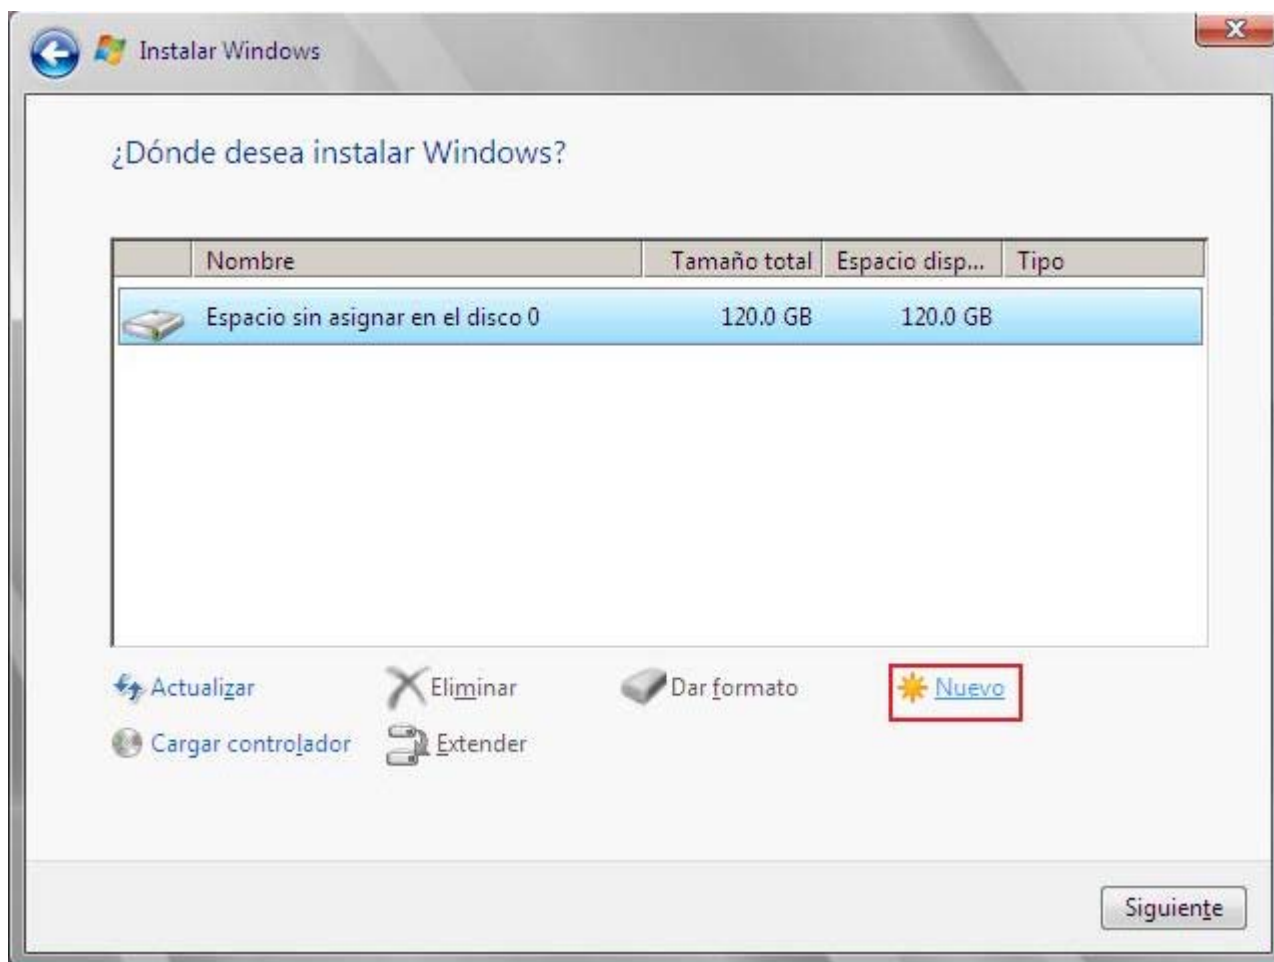 Instalar Windows
¿Dónde desea instalar Windows?
Nombre Tamaño total Espacio disp... Tipo
Espacio sin asignar en el disco 0 120.0 GB 120.0 GB
Actualizar Eliminar Dar formato Nuevo
Cargar controlador Extender
Siguiente